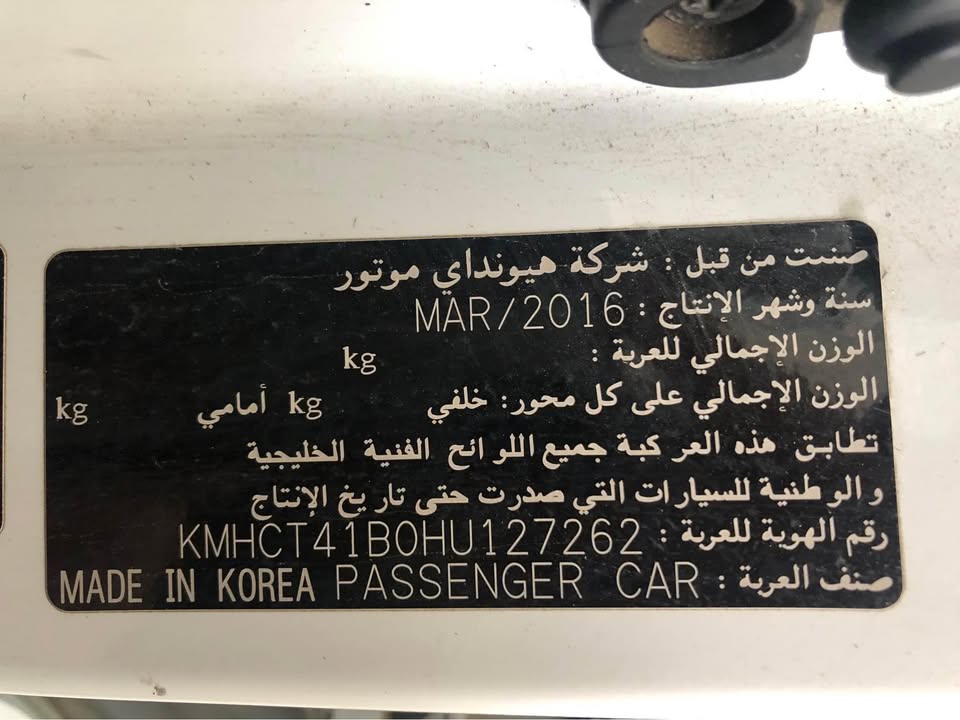 صنعت من قبل : شركة هيونداي موتور
سنة وشهر الإنتاج : MAR/2016
الوزن الإجمالي للعربة : kg
الوزن الإجمالي على كل محور: خلفي kg أمامي kg
تطابق هذه العركبة جميع اللوائح الفنية الخليجية
والوطنية للسيارات التي صدرت حتى تاريخ الإنتاج
رقم الهوية للعربة : KMHCT41B0HU127262
صنف العربة : PASSENGER CAR MADE IN KOREA